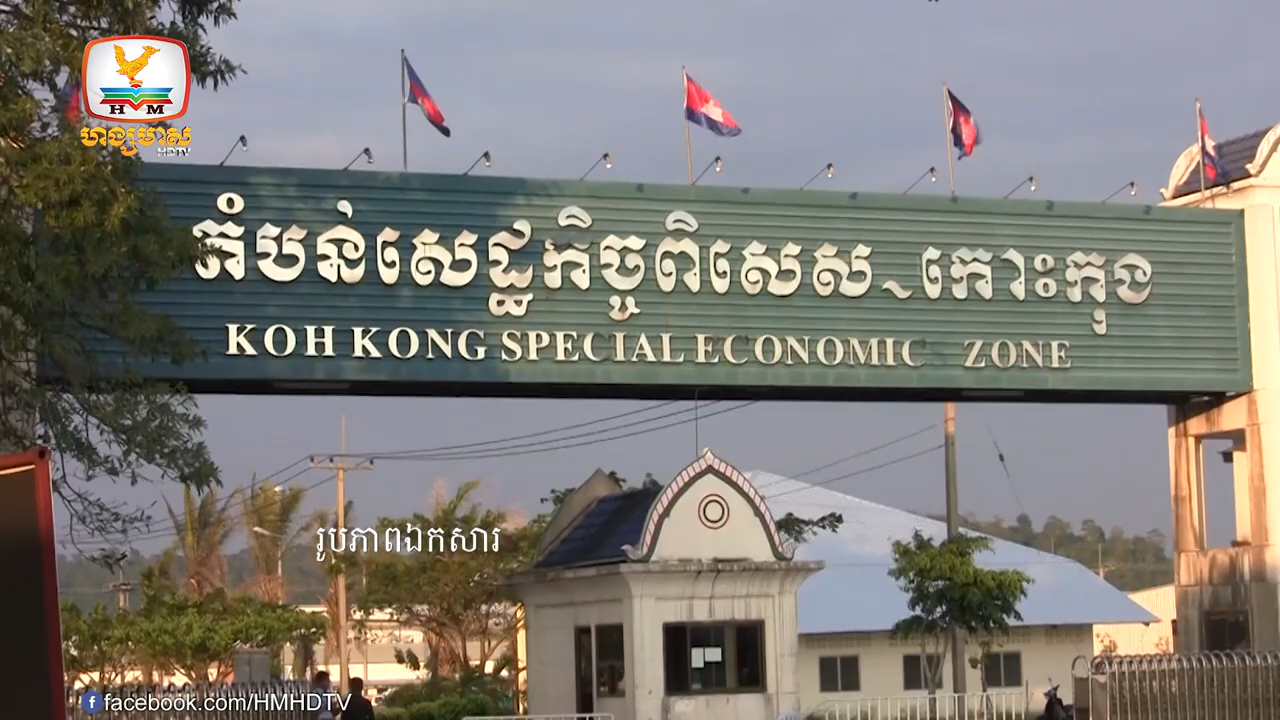 HM
ហង្សមាស
HDTV
តំបន់សេដ្ឋកិច្ចពិសេស~កោះកុង
KOH KONG SPECIAL ECONOMIC ZONE
រូបភាពឯកសារ
facebook.com/HMHDTV